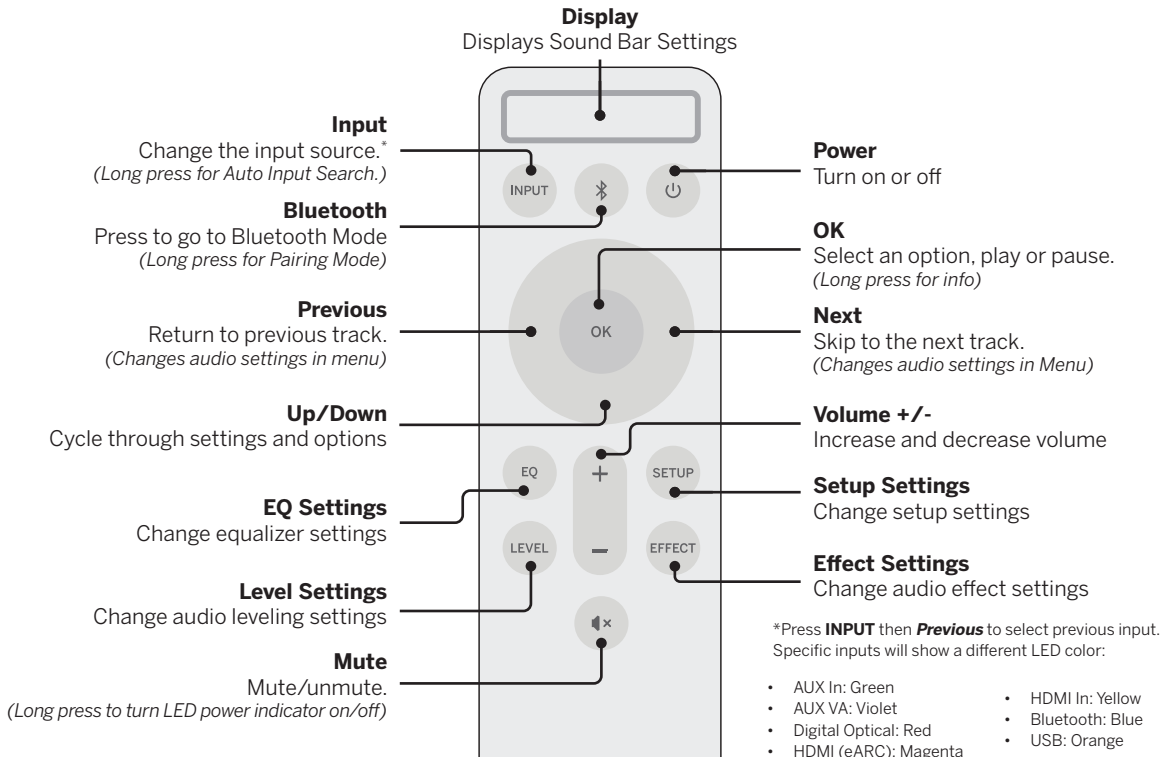 Display
Displays Sound Bar Settings
Input
Change the input source.*
(Long press for Auto Input Search.)
Bluetooth
Press to go to Bluetooth Mode
(Long press for Pairing Mode)
Previous
Return to previous track.
(Changes audio settings in menu)
Up/Down
Cycle through settings and options
EQ Settings
Change equalizer settings
Level Settings
Change audio leveling settings
Mute
Mute/unmute.
(Long press to turn LED power indicator on/off)
INPUT
OK
EQ
+
SETUP
LEVEL
-
EFFECT
Power
Turn on or off
OK
Select an option, play or pause.
(Long press for info)
Next
Skip to the next track.
(Changes audio settings in Menu)
Volume +/-
Increase and decrease volume
Setup Settings
Change setup settings
Effect Settings
Change audio effect settings
*Press INPUT then Previous to select previous input.
Specific inputs will show a different LED color:
• AUX In: Green
• AUX VA: Violet
• Digital Optical: Red
• HDMI (eARC): Magenta
• HDMI In: Yellow
• Bluetooth: Blue
• USB: Orange